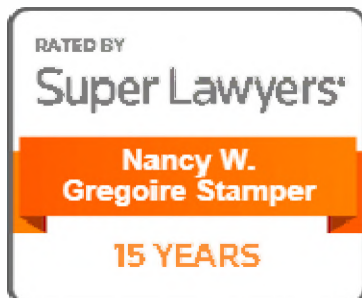 RATED BY
Super Lawyers®
Nancy W.
Gregoire Stamper
15 YEARS